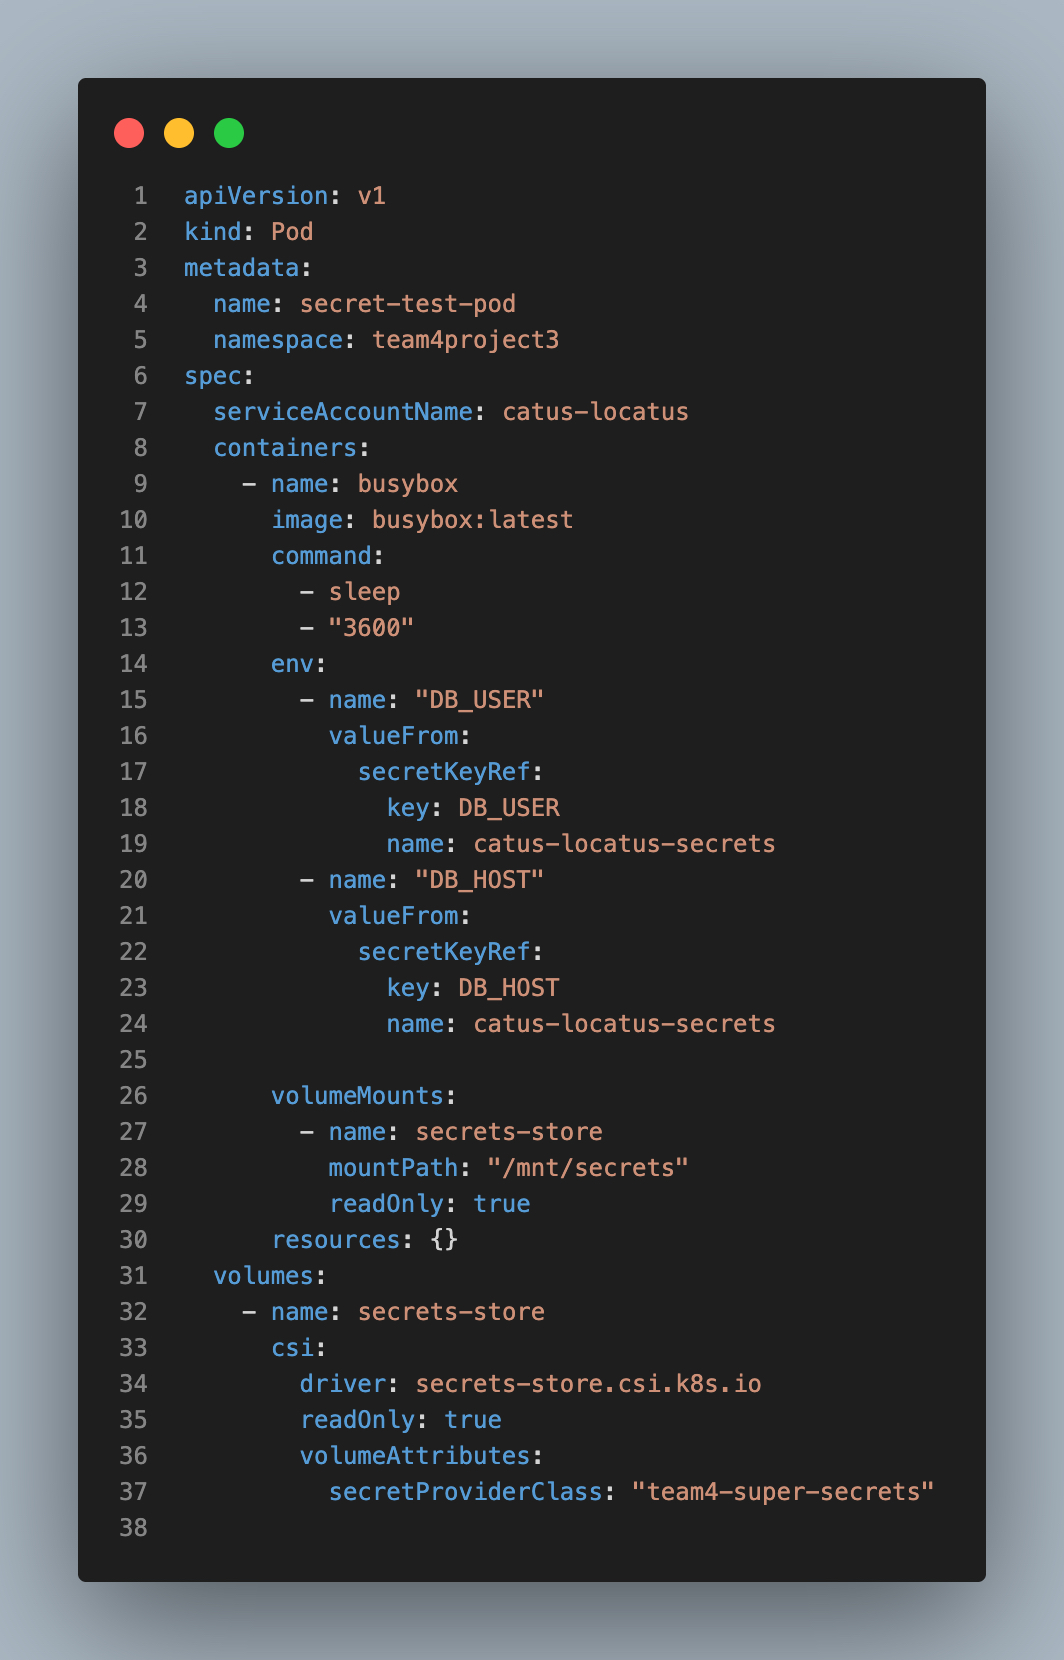 1 apiVersion: v1
2 kind: Pod
3 metadata:
4   name: secret-test-pod
5   namespace: team4project3
6 spec:
7   serviceAccountName: catus-locatus
8   containers:
9     - name: busybox
10       image: busybox:latest
11       command:
12         - sleep
13         - "3600"
14       env:
15         - name: "DB_USER"
16           valueFrom:
17             secretKeyRef:
18               key: DB_USER
19               name: catus-locatus-secrets
20         - name: "DB_HOST"
21           valueFrom:
22             secretKeyRef:
23               key: DB_HOST
24               name: catus-locatus-secrets
25
26       volumeMounts:
27         - name: secrets-store
28           mountPath: "/mnt/secrets"
29           readOnly: true
30       resources: {}
31   volumes:
32     - name: secrets-store
33       csi:
34         driver: secrets-store.csi.k8s.io
35         readOnly: true
36         volumeAttributes:
37           secretProviderClass: "team4-super-secrets"
38